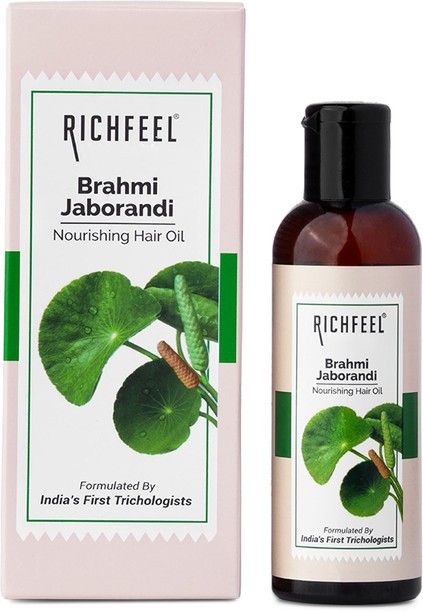 RICHFEEL®
Brahmi
Jaborandi
Nourishing Hair Oil
Formulated By
India's First Trichologists
RICHFEEL®
Brahmi
Jaborandi
Nourishing Hair Oil
Formulated By
India's First Trichologists